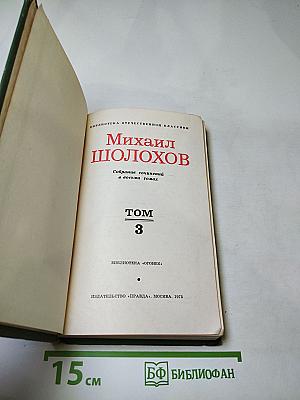 БИБЛИОТЕКА ОТЕЧЕСТВЕННОЙ КЛАССИКИ
Михаил
ШОЛОХОВ
Собрание сочинений
в восьми томах
ТОМ
3
БИБЛИОТЕКА «ОГОНЕК»
ИЗДАТЕЛЬСТВО «ПРАВДА». МОСКВА. 1975
15 см
БФ БИБЛИОФАН